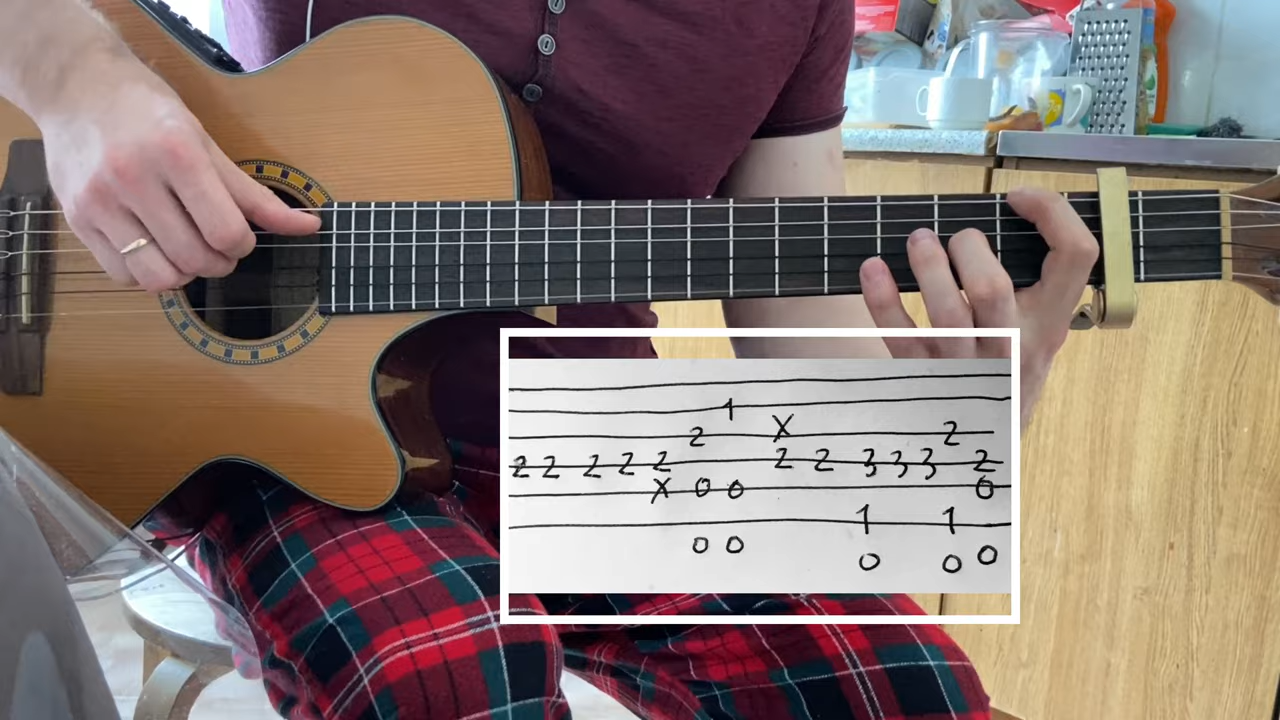 1
2 X 2
2 2 2 2 2 2 2 3 3 3 2
X 0 0 0
1 1
0 0 0 0 0